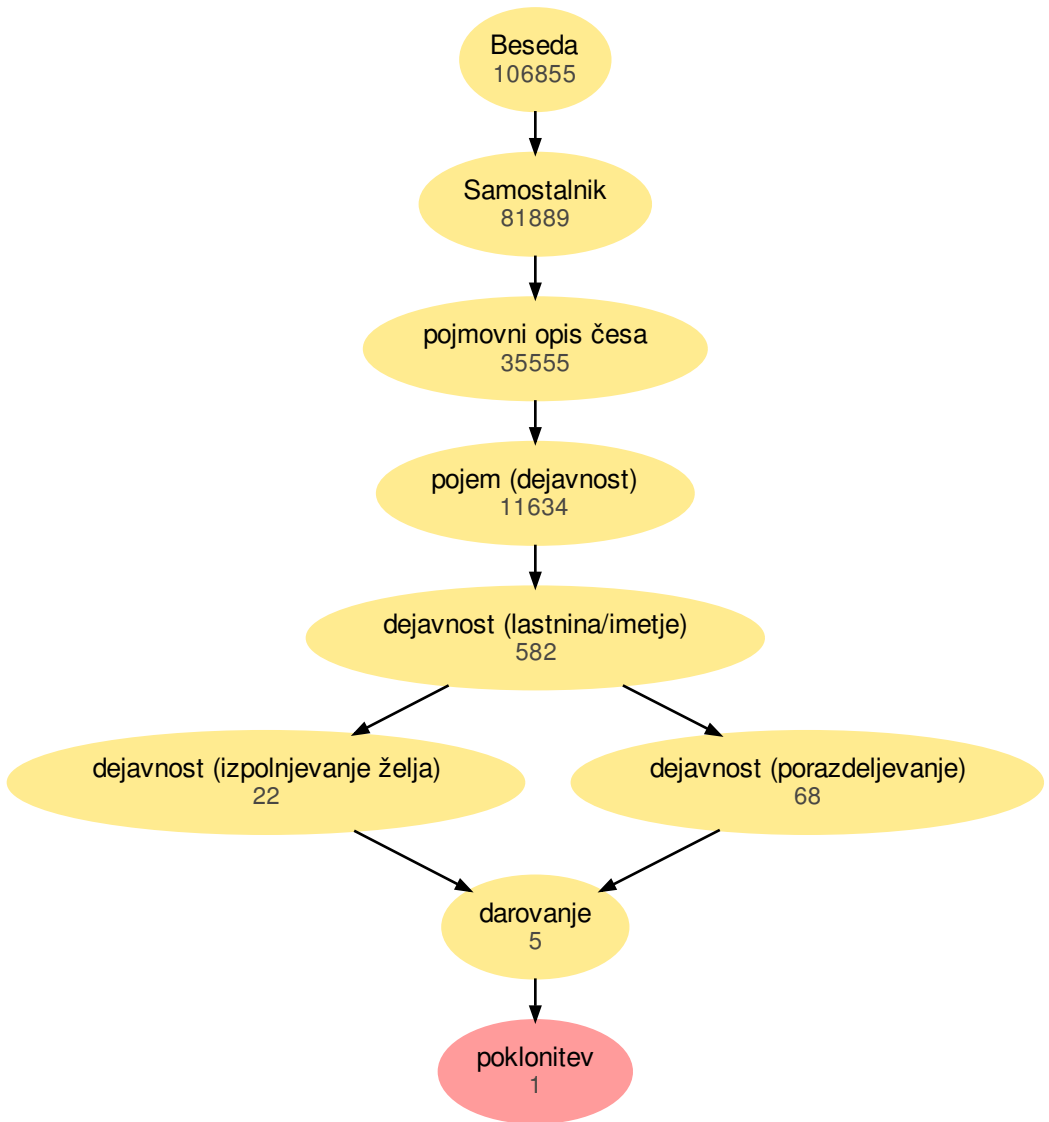 Beseda
106855
Samostalnik
81889
pojmovni opis česa
35555
pojem (dejavnost)
11634
dejavnost (lastnina/imetje)
582
dejavnost (izpolnjevanje želja)
22
dejavnost (porazdeljevanje)
68
darovanje
5
poklonitev
1